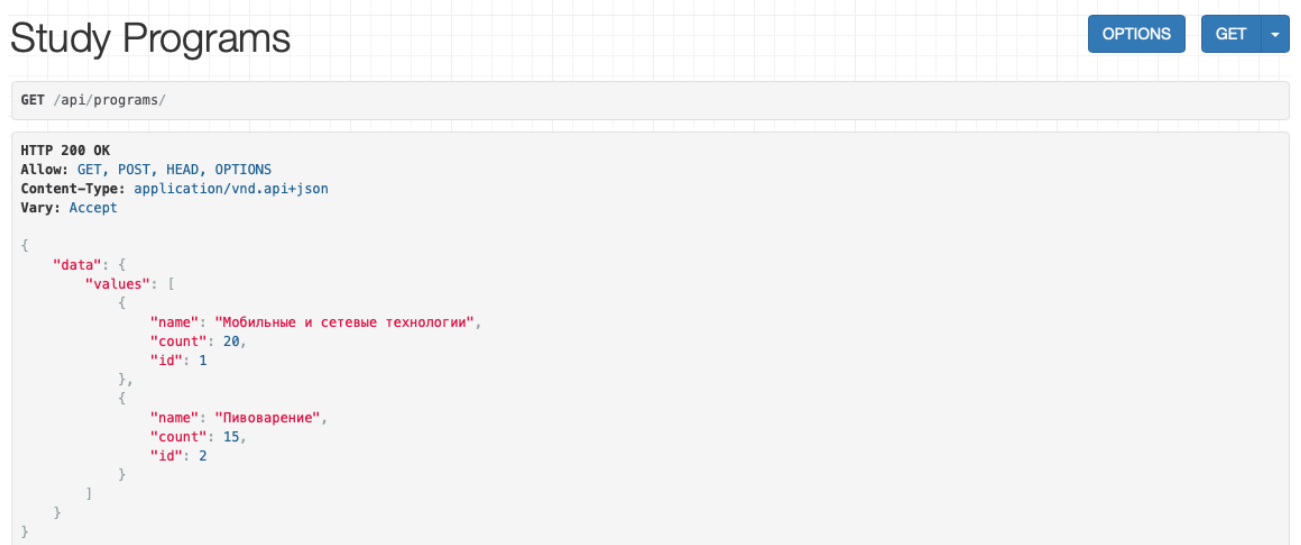 Study Programs
OPTIONS
GET
GET /api/programs/
HTTP 200 OK
Allow: GET, POST, HEAD, OPTIONS
Content-Type: application/vnd.api+json
Vary: Accept
{
    "data": {
        "values": [
            {
                "name": "Мобильные и сетевые технологии",
                "count": 20,
                "id": 1
            },
            {
                "name": "Пивоварение",
                "count": 15,
                "id": 2
            }
        ]
    }
}